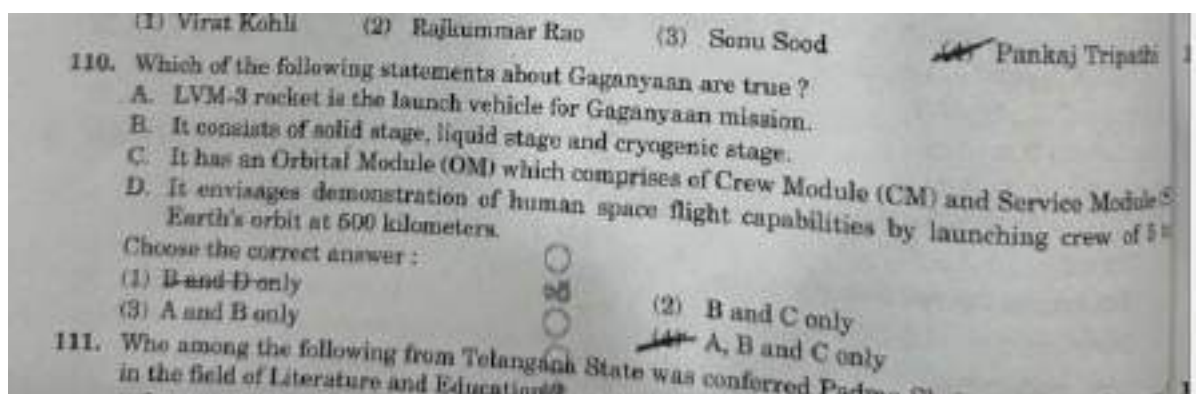 (1) Virat Kohli (2) Rajkummar Rao (3) Sonu Sood Pankaj Tripathi
110. Which of the following statements about Gaganyaan are true ?
A. LVM-3 rocket is the launch vehicle for Gaganyaan mission.
B. It consists of solid stage, liquid stage and cryogenic stage.
C. It has an Orbital Module (OM) which comprises of Crew Module (CM) and Service Module
D. It envisages demonstration of human space flight capabilities by launching crew of 5
Earth's orbit at 500 kilometers.
Choose the correct answer :
(1) B and D only
(2) B and C only
(3) A and B only
A, B and C only
111. Who among the following from Telangana State was conferred
in the field of Literature and Education